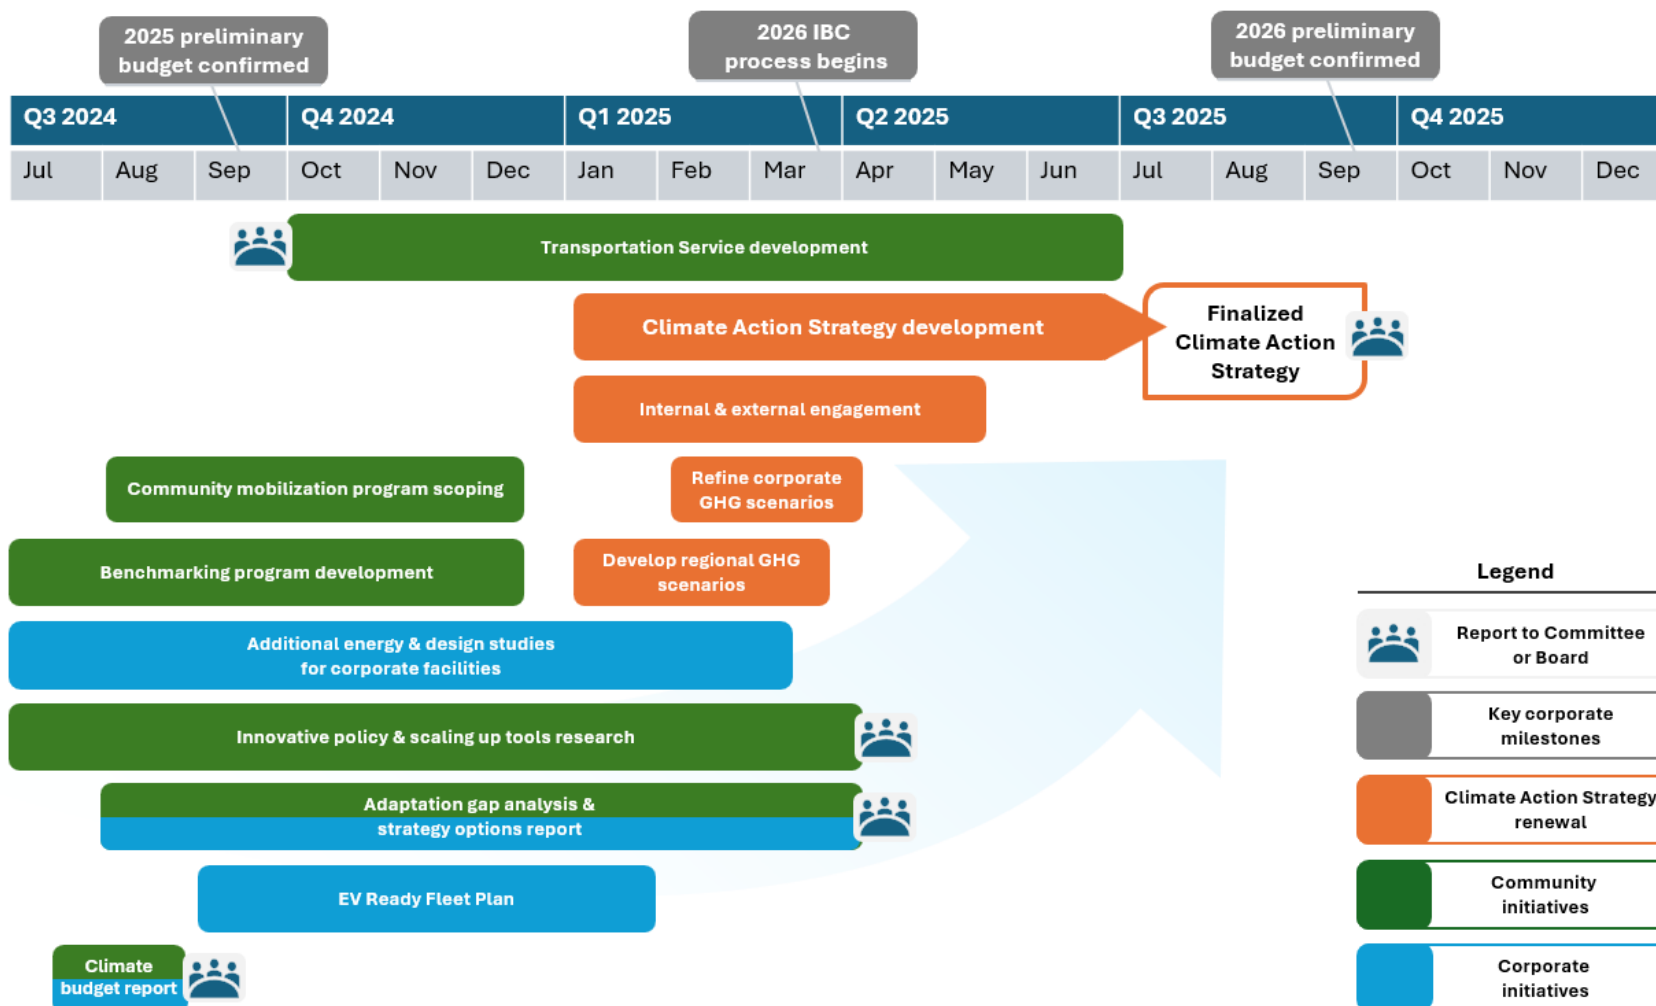 2025 preliminary
budget confirmed
2026 IBC
process begins
2026 preliminary
budget confirmed
Q3 2024
Q4 2024
Q1 2025
Q2 2025
Q3 2025
Q4 2025
Jul
Aug
Sep
Oct
Nov
Dec
Jan
Feb
Mar
Apr
May
Jun
Jul
Aug
Sep
Oct
Nov
Dec
Transportation Service development
Climate Action Strategy development
Finalized
Climate Action
Strategy
Internal & external engagement
Community mobilization program scoping
Refine corporate
GHG scenarios
Benchmarking program development
Develop regional GHG
scenarios
Additional energy & design studies
for corporate facilities
Innovative policy & scaling up tools research
Adaptation gap analysis &
strategy options report
EV Ready Fleet Plan
Climate
budget report
Legend
Report to Committee
or Board
Key corporate
milestones
Climate Action Strategy
renewal
Community
initiatives
Corporate
initiatives